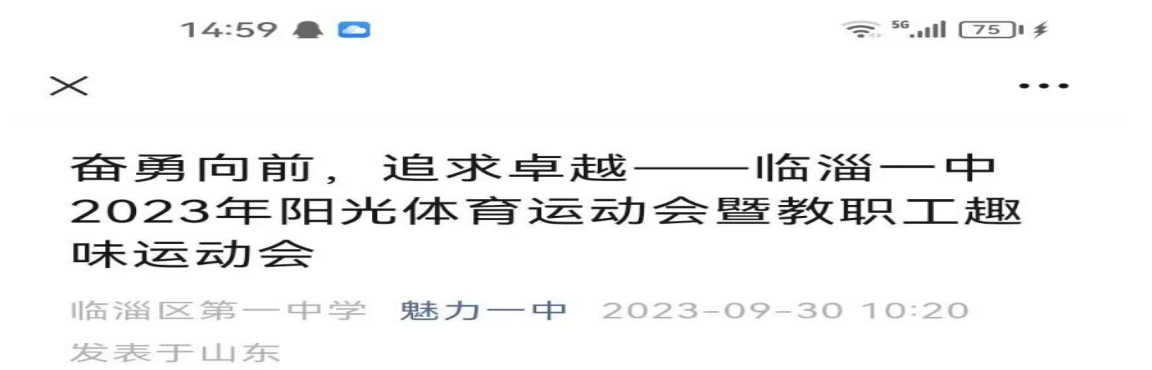 14:59 5G 75
奋勇向前，追求卓越——临淄一中
2023年阳光体育运动会暨教职工趣
味运动会
临淄区第一中学 魅力一中 2023-09-30 10:20
发表于山东